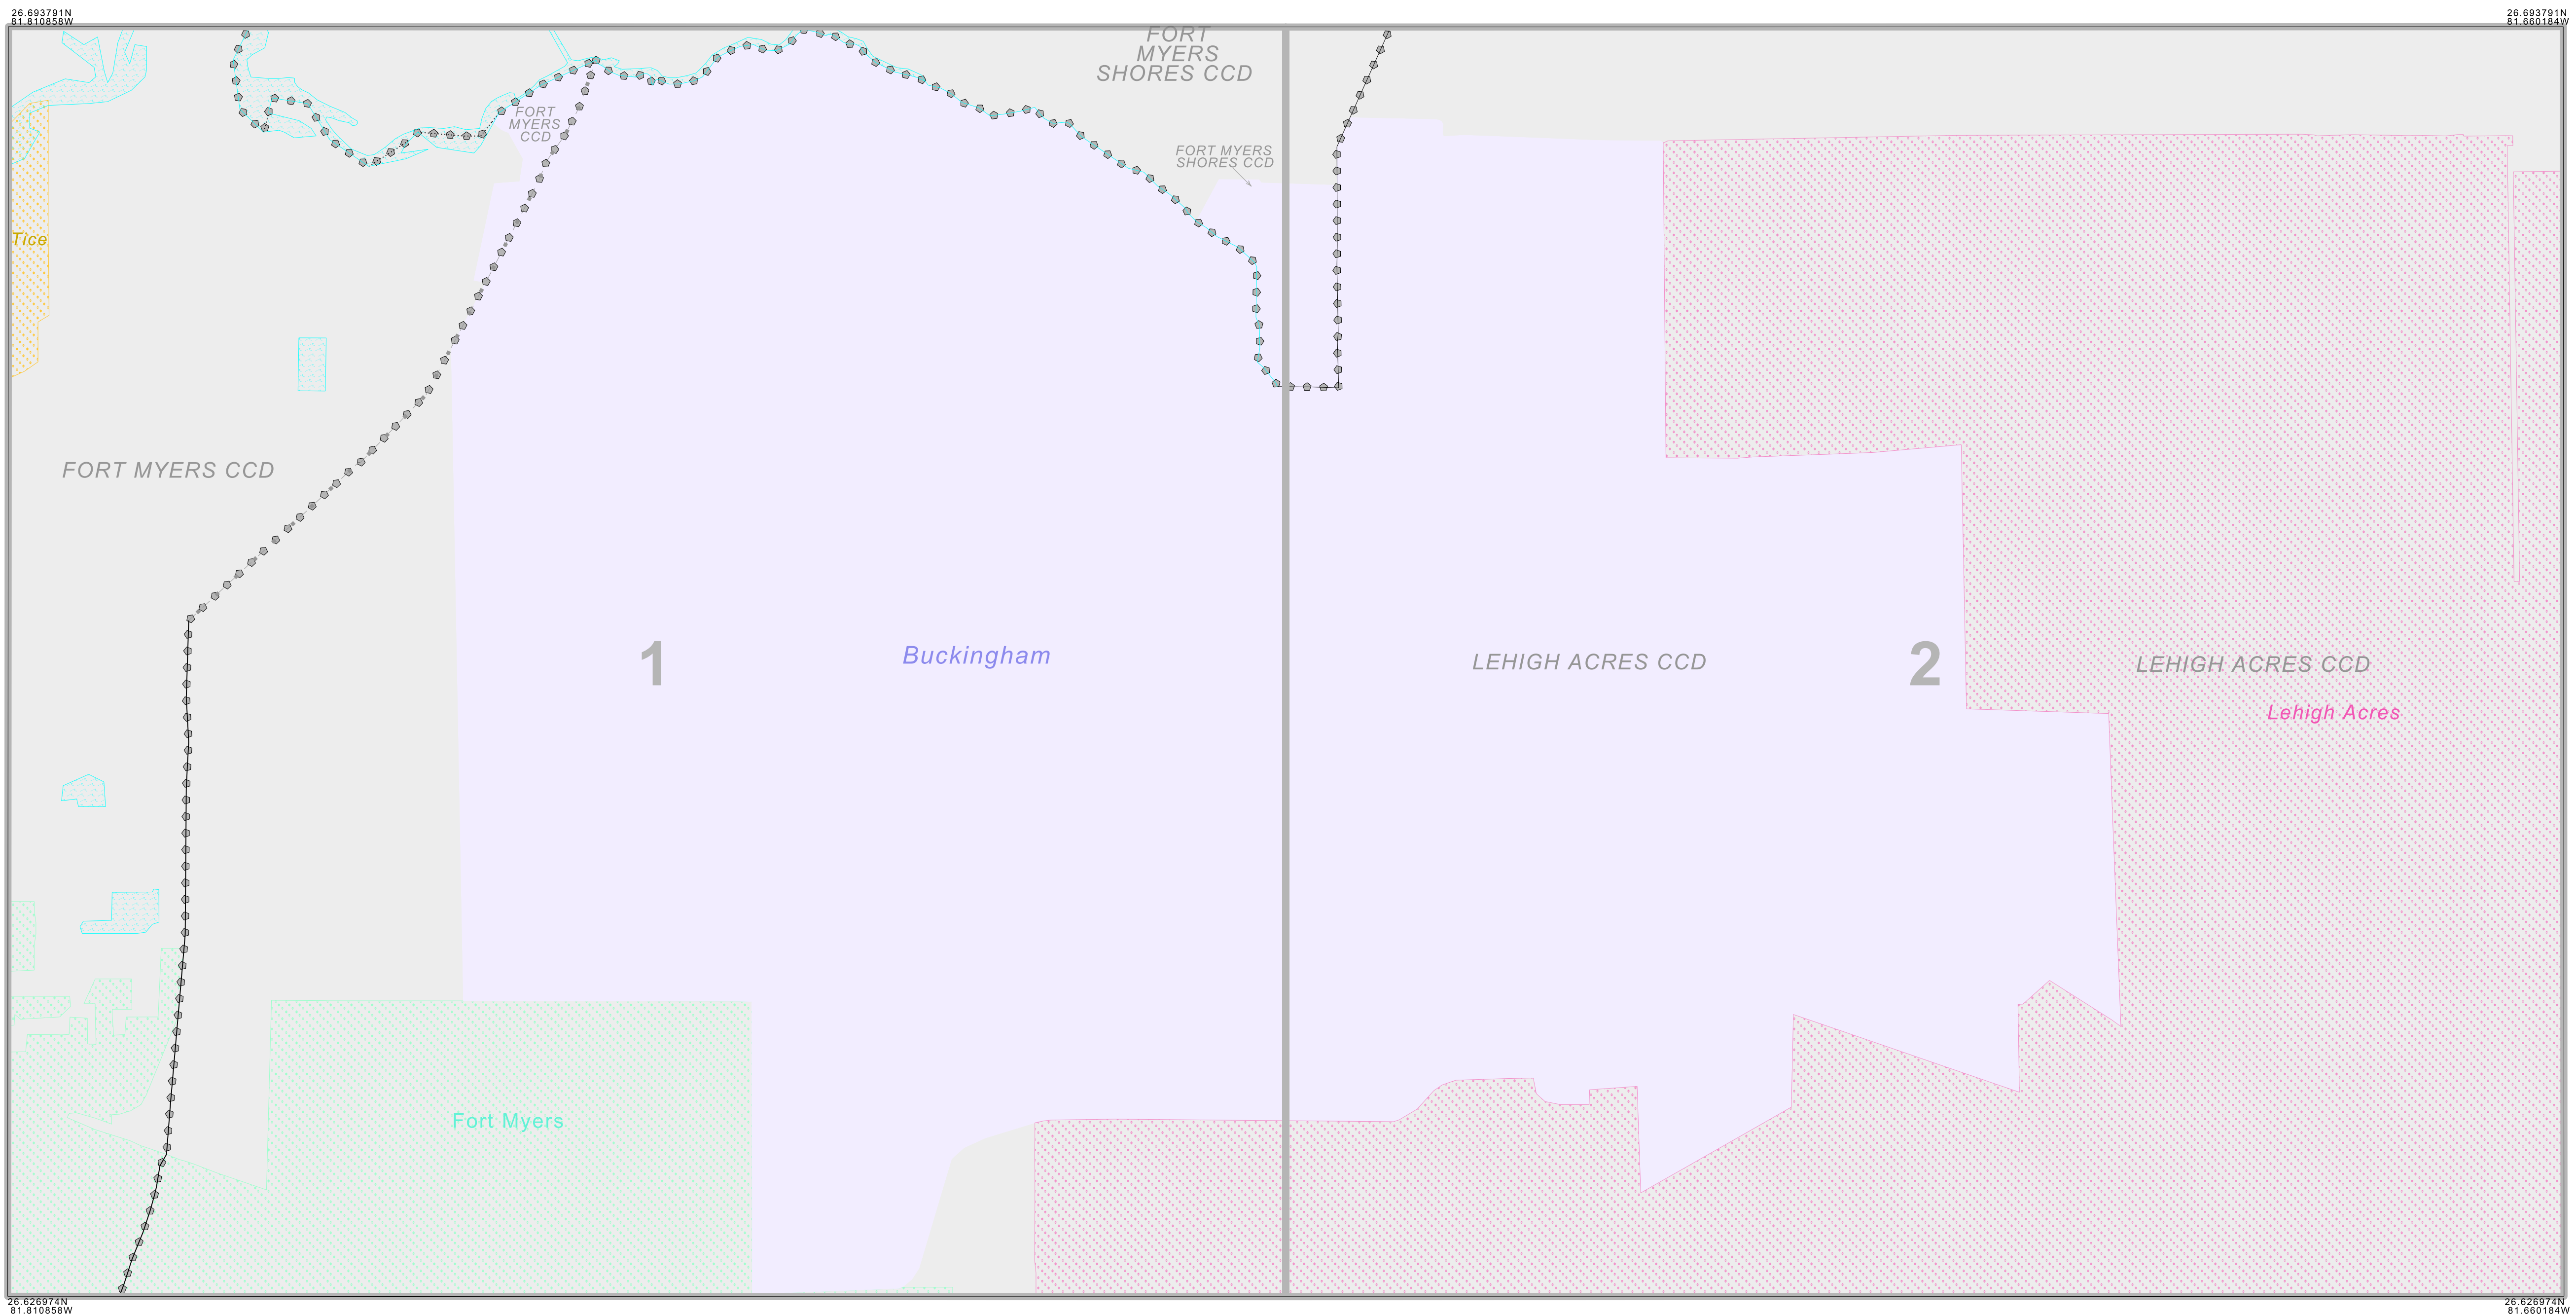 26.693791N
81.810858W
26.693791N
81.660184W
FORT
MYERS
SHORES CCD
FORT
MYERS
CCD
FORT MYERS
SHORES CCD
Tice
FORT MYERS CCD
1
Buckingham
LEHIGH ACRES CCD
2
LEHIGH ACRES CCD
Lehigh Acres
Fort Myers
26.626974N
81.810858W
26.626974N
81.660184W